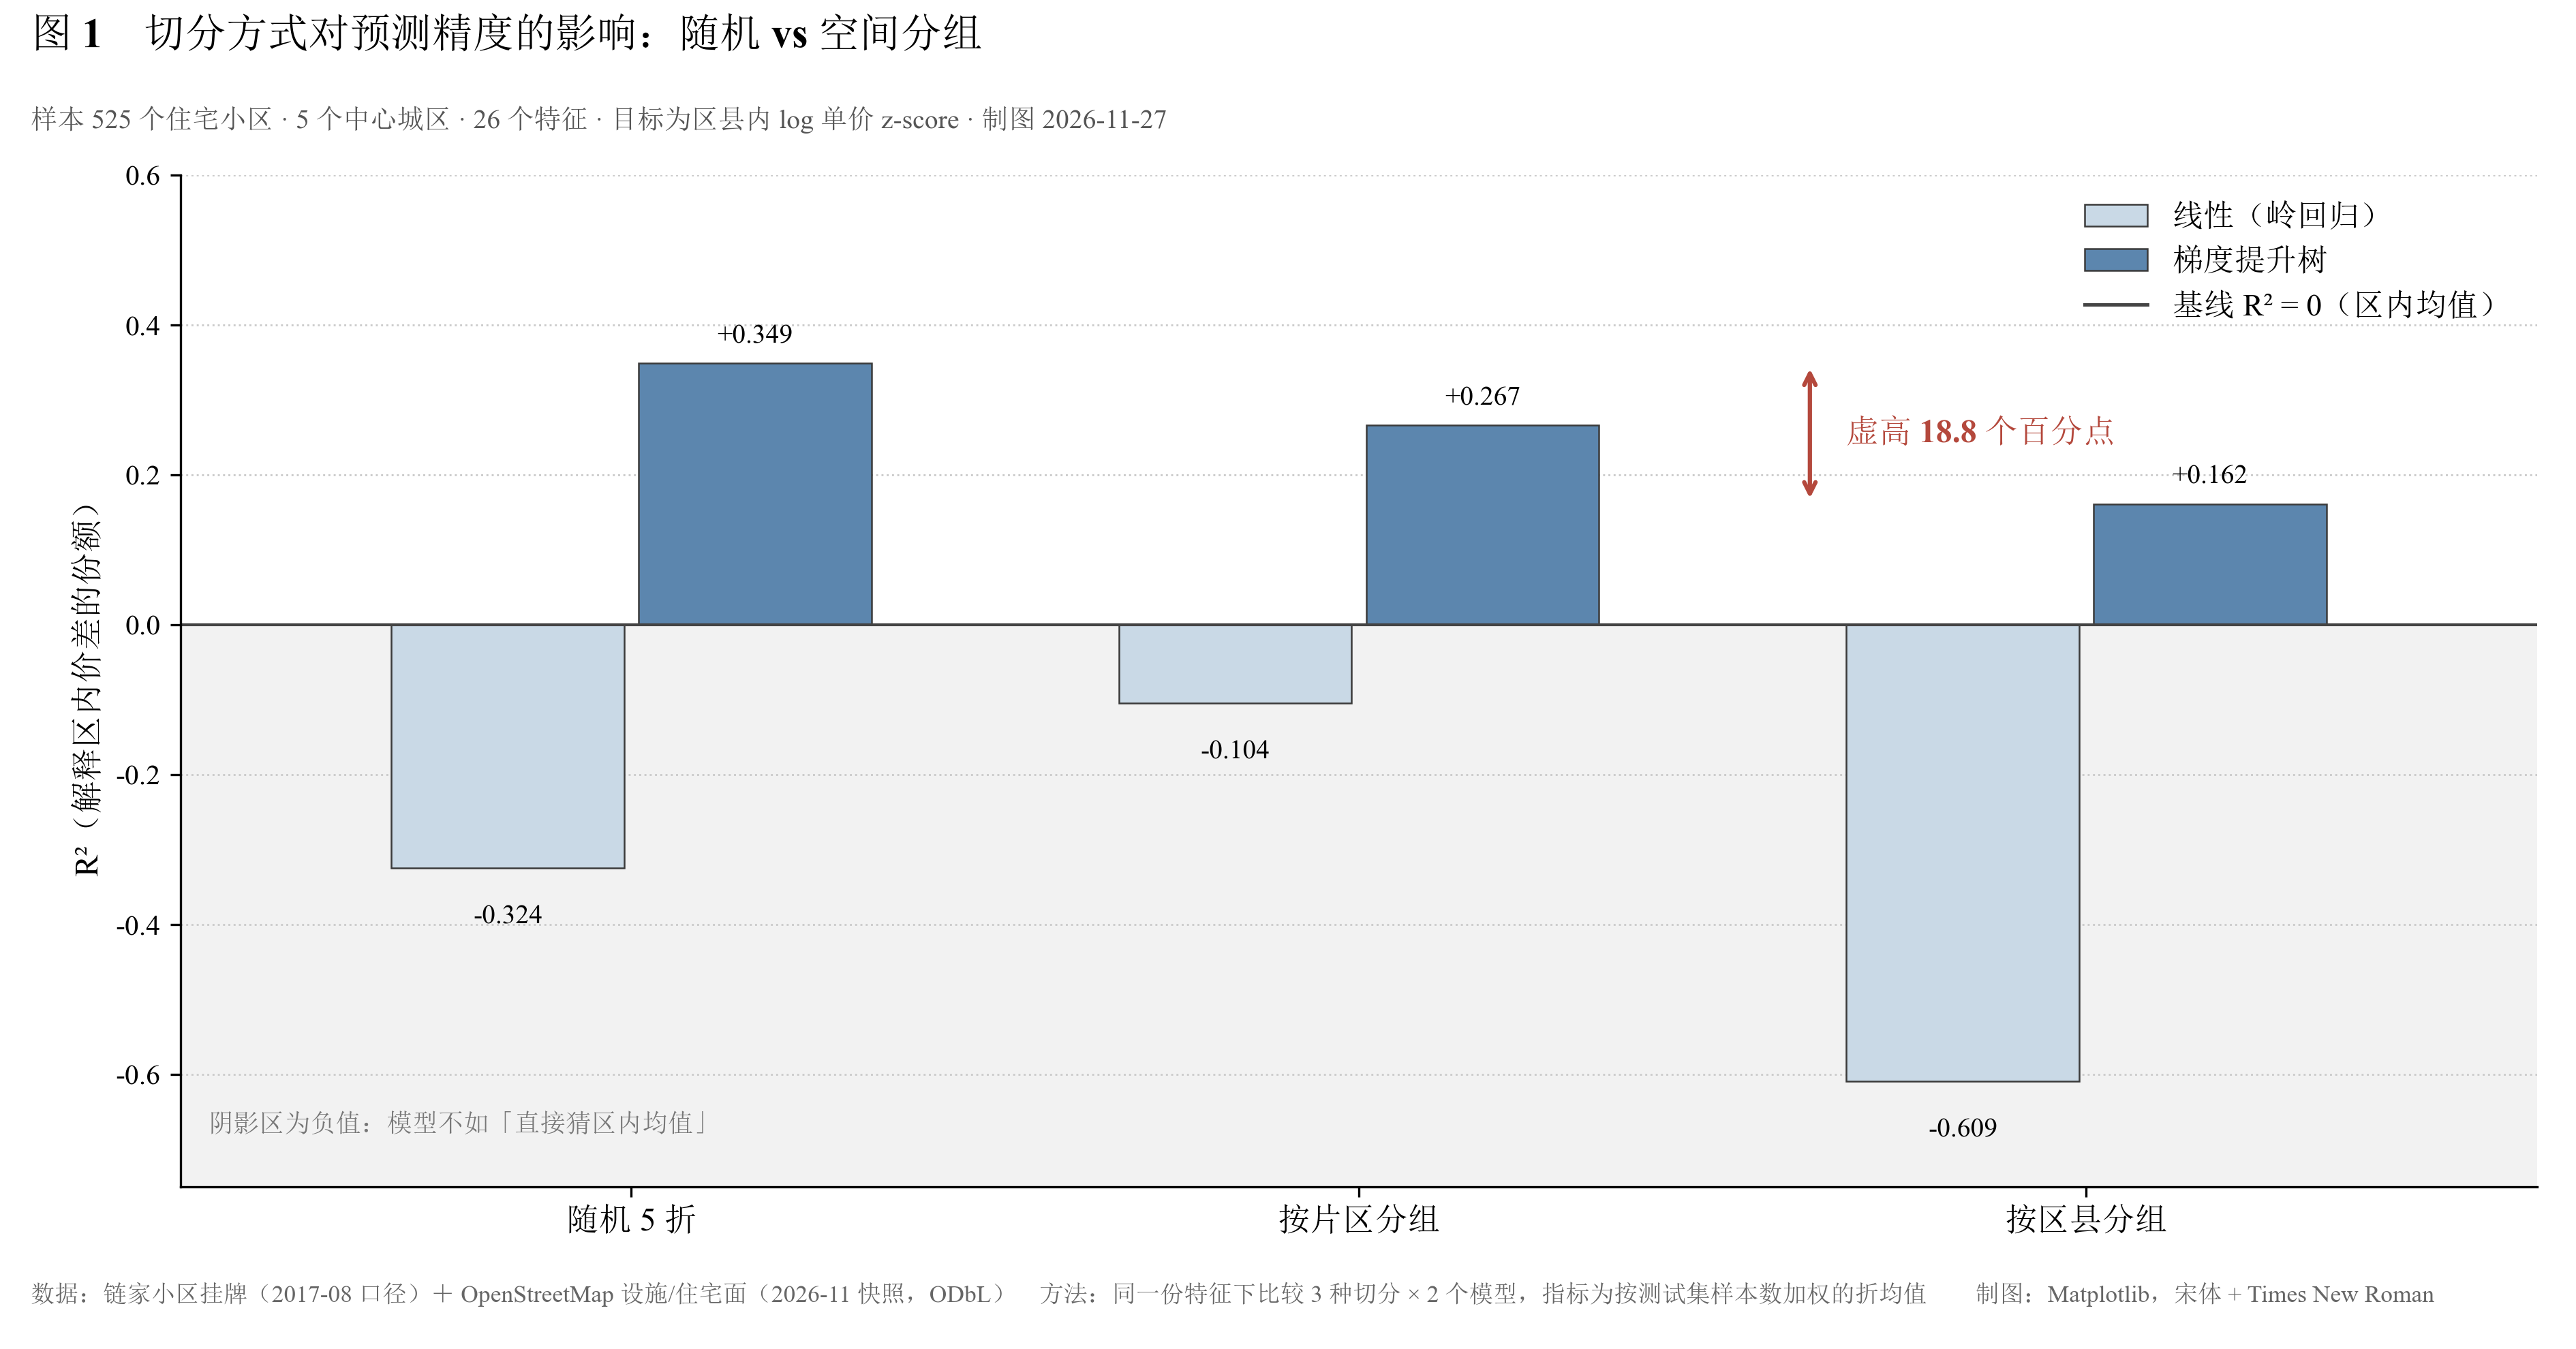 图 1 切分方式对预测精度的影响：随机 vs 空间分组
样本 525 个住宅小区 · 5 个中心城区 · 26 个特征 · 目标为区县内 log 单价 z-score · 制图 2026-11-27
R²（解释区内价差的份额）
0.6
0.4
0.2
0.0
-0.2
-0.4
-0.6
线性（岭回归）
梯度提升树
基线 R² = 0（区内均值）
+0.349
+0.267
虚高 18.8 个百分点
+0.162
-0.324
-0.104
-0.609
阴影区为负值：模型不如「直接猜区内均值」
随机 5 折
按片区分组
按区县分组
数据：链家小区挂牌（2017-08 口径）＋ OpenStreetMap 设施/住宅面（2026-11 快照，ODbL） 方法：同一份特征下比较 3 种切分 × 2 个模型，指标为按测试集样本数加权的折均值 制图：Matplotlib，宋体 + Times New Roman